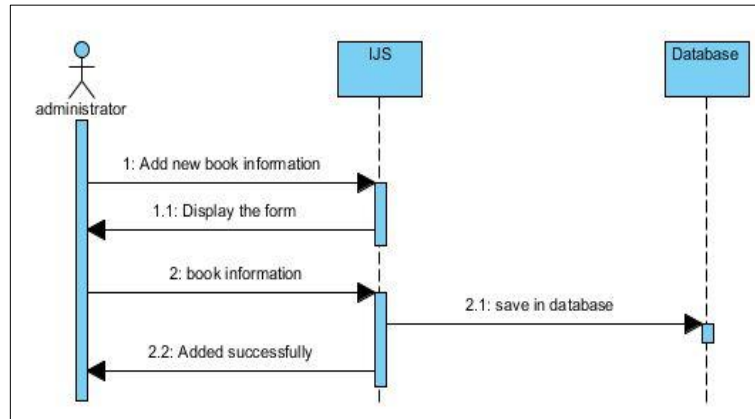 IJS
Database
administrator
1: Add new book information
1.1: Display the form
2: book information
2.1: save in database
2.2: Added successfully